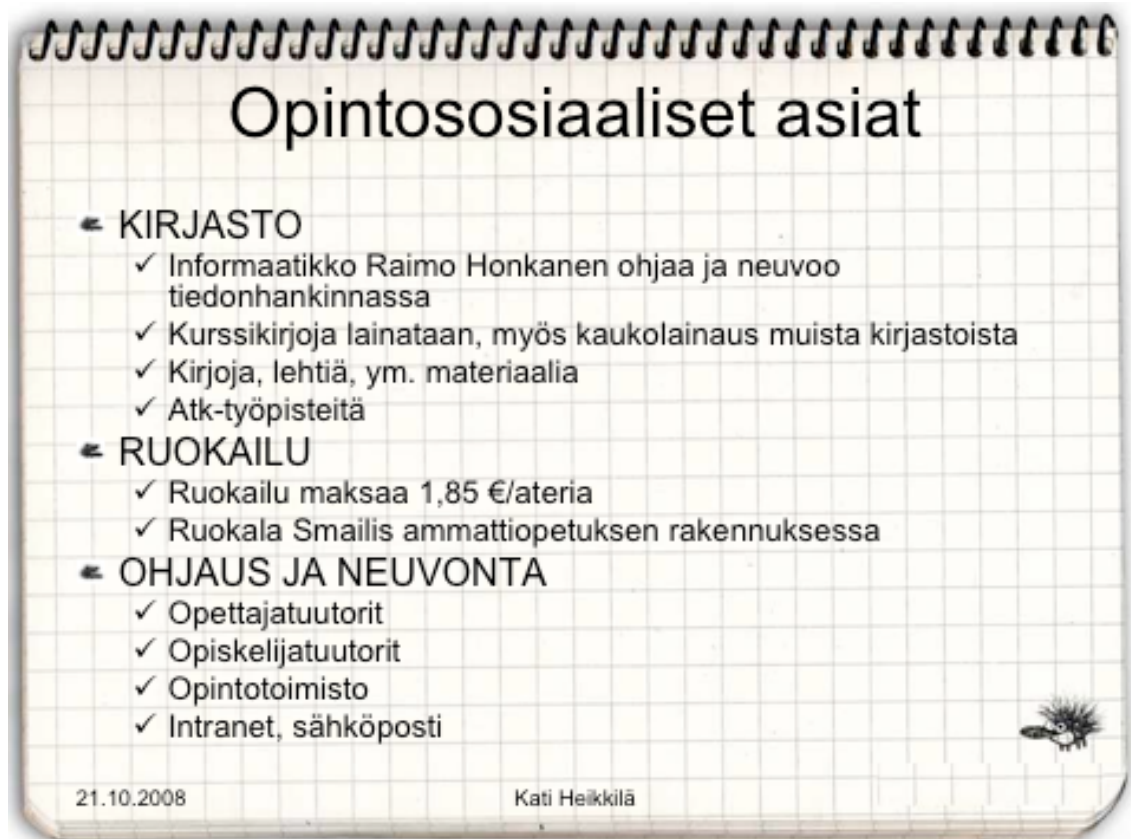 Opintososiaaliset asiat
KIRJASTO
✓ Informaatikko Raimo Honkanen ohjaa ja neuvoo
tiedonhankinnassa
✓ Kurssikirjoja lainataan, myös kaukolainaus muista kirjastoista
✓ Kirjoja, lehtiä, ym. materiaalia
✓ Atk-työpisteitä
RUOKAILU
✓ Ruokailu maksaa 1,85 €/ateria
✓ Ruokala Smailis ammattiopetuksen rakennuksessa
OHJAUS JA NEUVONTA
✓ Opettajatuutorit
✓ Opiskelijatuutorit
✓ Opintotoimisto
✓ Intranet, sähköposti
21.10.2008 Kati Heikkilä